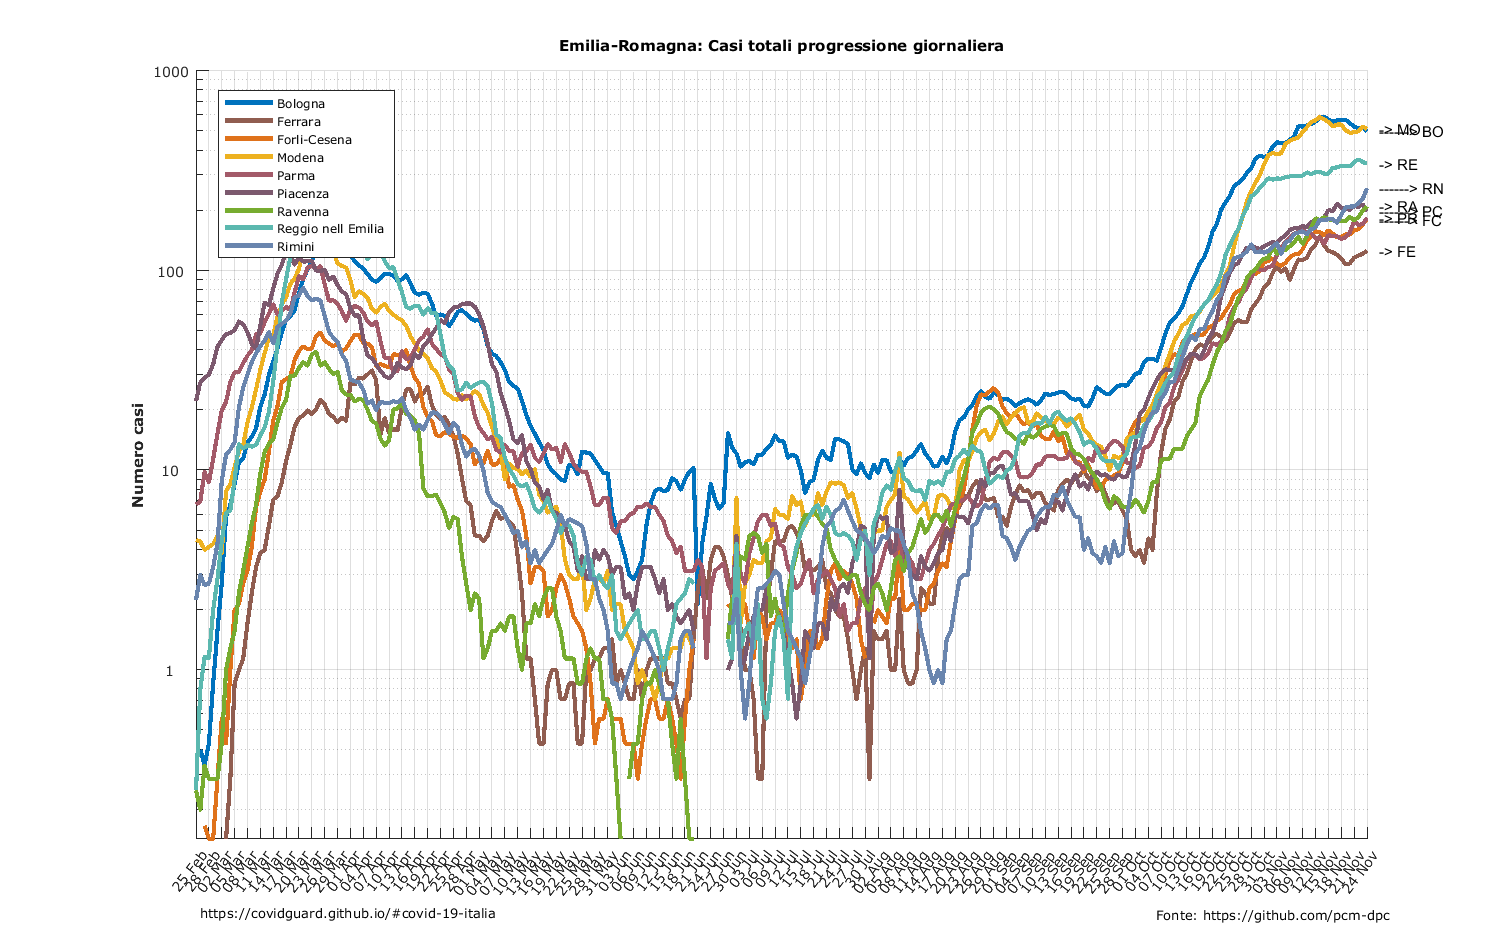 Emilia-Romagna: Casi totali progressione giornaliera
1000
100
10
1
Numero casi
Bologna
Ferrara
Forlì-Cesena
Modena
Parma
Piacenza
Ravenna
Reggio nell Emilia
Rimini
-> MO
------> BO
-> RE
------> RN
-> RA
------> PC
-> PR
------> FC
-> FE
25 Feb
28 Feb
02 Mar
05 Mar
08 Mar
11 Mar
14 Mar
17 Mar
20 Mar
23 Mar
26 Mar
29 Mar
01 Apr
04 Apr
07 Apr
10 Apr
13 Apr
16 Apr
19 Apr
22 Apr
25 Apr
28 Apr
01 May
04 May
07 May
10 May
13 May
16 May
19 May
22 May
25 May
28 May
31 May
03 Jun
06 Jun
09 Jun
12 Jun
15 Jun
18 Jun
21 Jun
24 Jun
27 Jun
30 Jun
03 Jul
06 Jul
09 Jul
12 Jul
15 Jul
18 Jul
21 Jul
24 Jul
27 Jul
30 Jul
02 Aug
05 Aug
08 Aug
11 Aug
14 Aug
17 Aug
20 Aug
23 Aug
26 Aug
29 Aug
01 Sep
04 Sep
07 Sep
10 Sep
13 Sep
16 Sep
19 Sep
22 Sep
25 Sep
28 Sep
01 Oct
04 Oct
07 Oct
10 Oct
13 Oct
16 Oct
19 Oct
22 Oct
25 Oct
28 Oct
31 Oct
03 Nov
06 Nov
09 Nov
12 Nov
15 Nov
18 Nov
21 Nov
24 Nov
https://covidguard.github.io/#covid-19-italia
Fonte: https://github.com/pcm-dpc